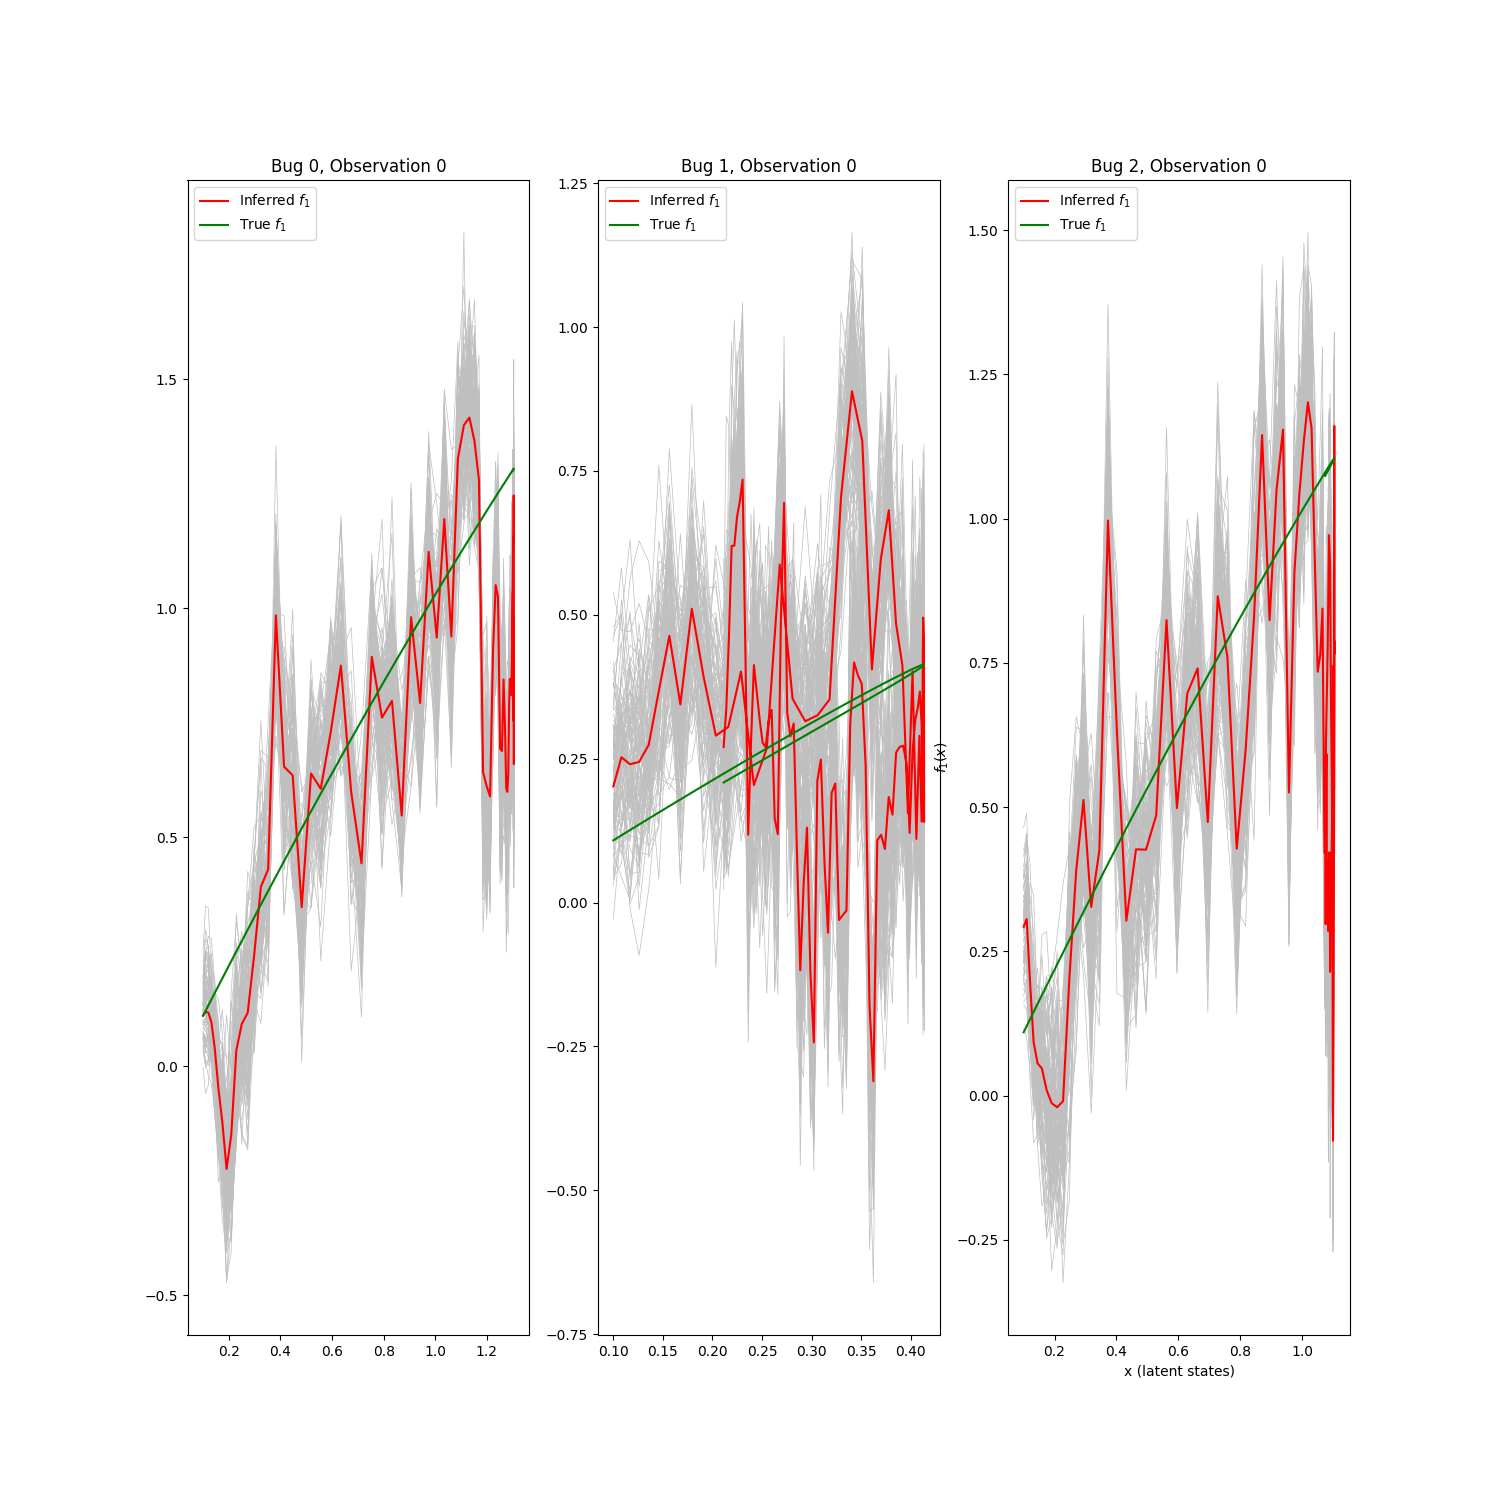 Bug 0, Observation 0
Inferred f₁
True f₁
1.5
1.0
0.5
0.0
−0.5
0.2 0.4 0.6 0.8 1.0 1.2
Bug 1, Observation 0
Inferred f₁
True f₁
1.25
1.00
0.75
0.50
0.25
0.00
−0.25
−0.50
−0.75
0.10 0.15 0.20 0.25 0.30 0.35 0.40
Bug 2, Observation 0
Inferred f₁
True f₁
f₁(x)
1.50
1.25
1.00
0.75
0.50
0.25
0.00
−0.25
0.2 0.4 0.6 0.8 1.0
x (latent states)